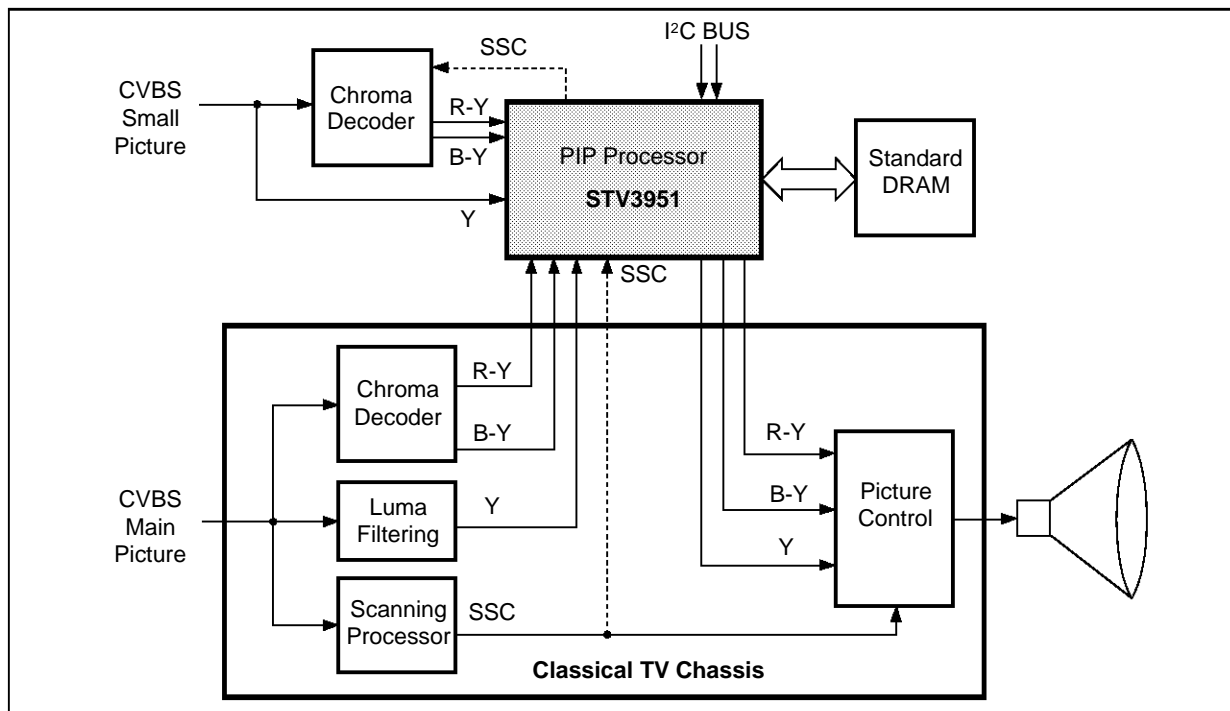 I²C BUS
SSC
CVBS
Small
Picture
Chroma
Decoder
R-Y
B-Y
Y
PIP Processor
STV3951
Standard
DRAM
SSC
Chroma
Decoder
R-Y
B-Y
CVBS
Main
Picture
Luma
Filtering
Y
Scanning
Processor
SSC
R-Y
B-Y
Y
Picture
Control
Classical TV Chassis